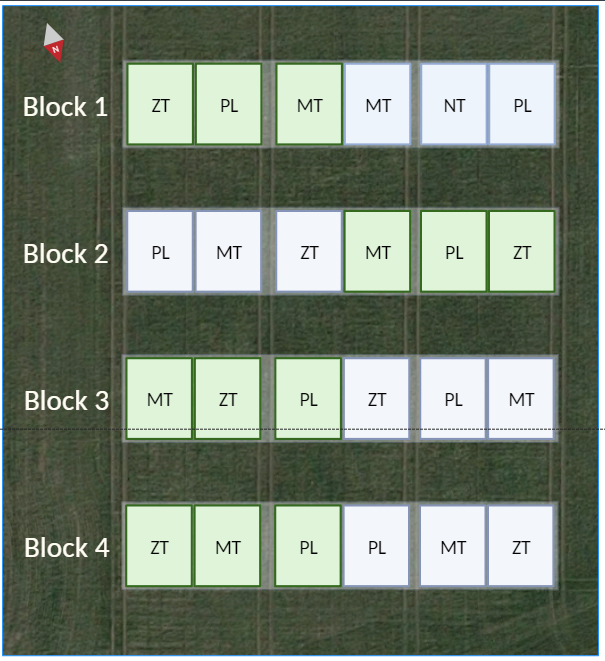 N
Block 1 ZT PL MT MT NT PL
Block 2 PL MT ZT MT PL ZT
Block 3 MT ZT PL ZT PL MT
Block 4 ZT MT PL PL MT ZT